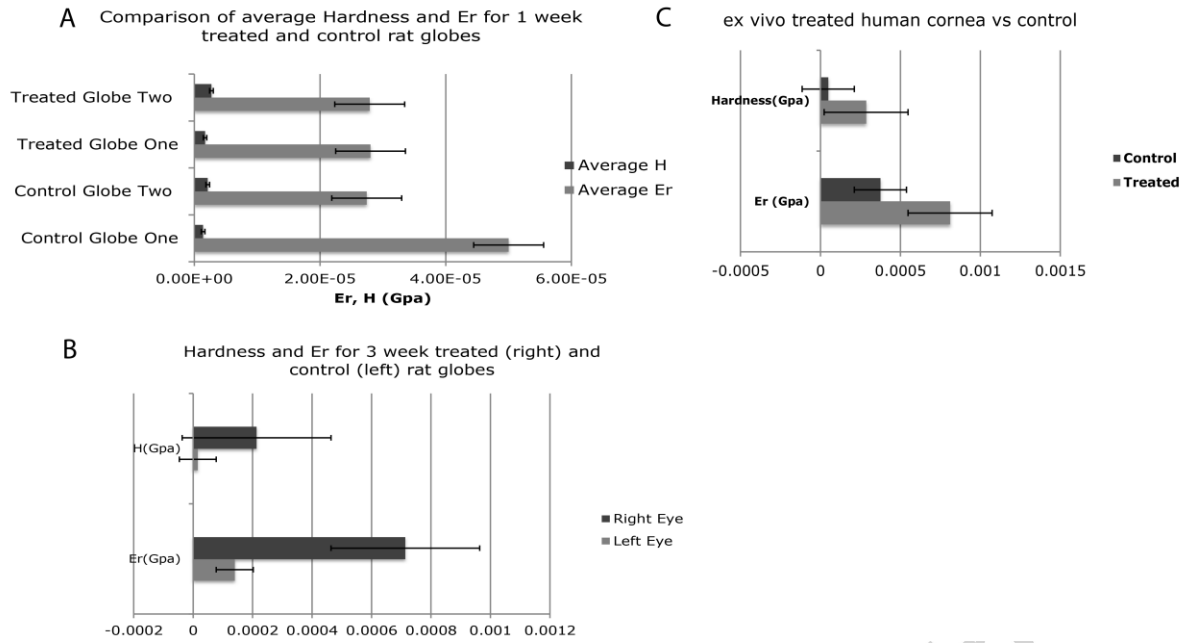 A
Comparison of average Hardness and Er for 1 week
treated and control rat globes
Treated Globe Two
Treated Globe One
Control Globe Two
Control Globe One
Average H
Average Er
0.00E+00 2.00E-05 4.00E-05 6.00E-05
Er, H (Gpa)
C
ex vivo treated human cornea vs control
Hardness(Gpa)
Er (Gpa)
Control
Treated
-0.0005 0 0.0005 0.001 0.0015
B
Hardness and Er for 3 week treated (right) and
control (left) rat globes
H(Gpa)
Er(Gpa)
Right Eye
Left Eye
-0.0002 0 0.0002 0.0004 0.0006 0.0008 0.001 0.0012